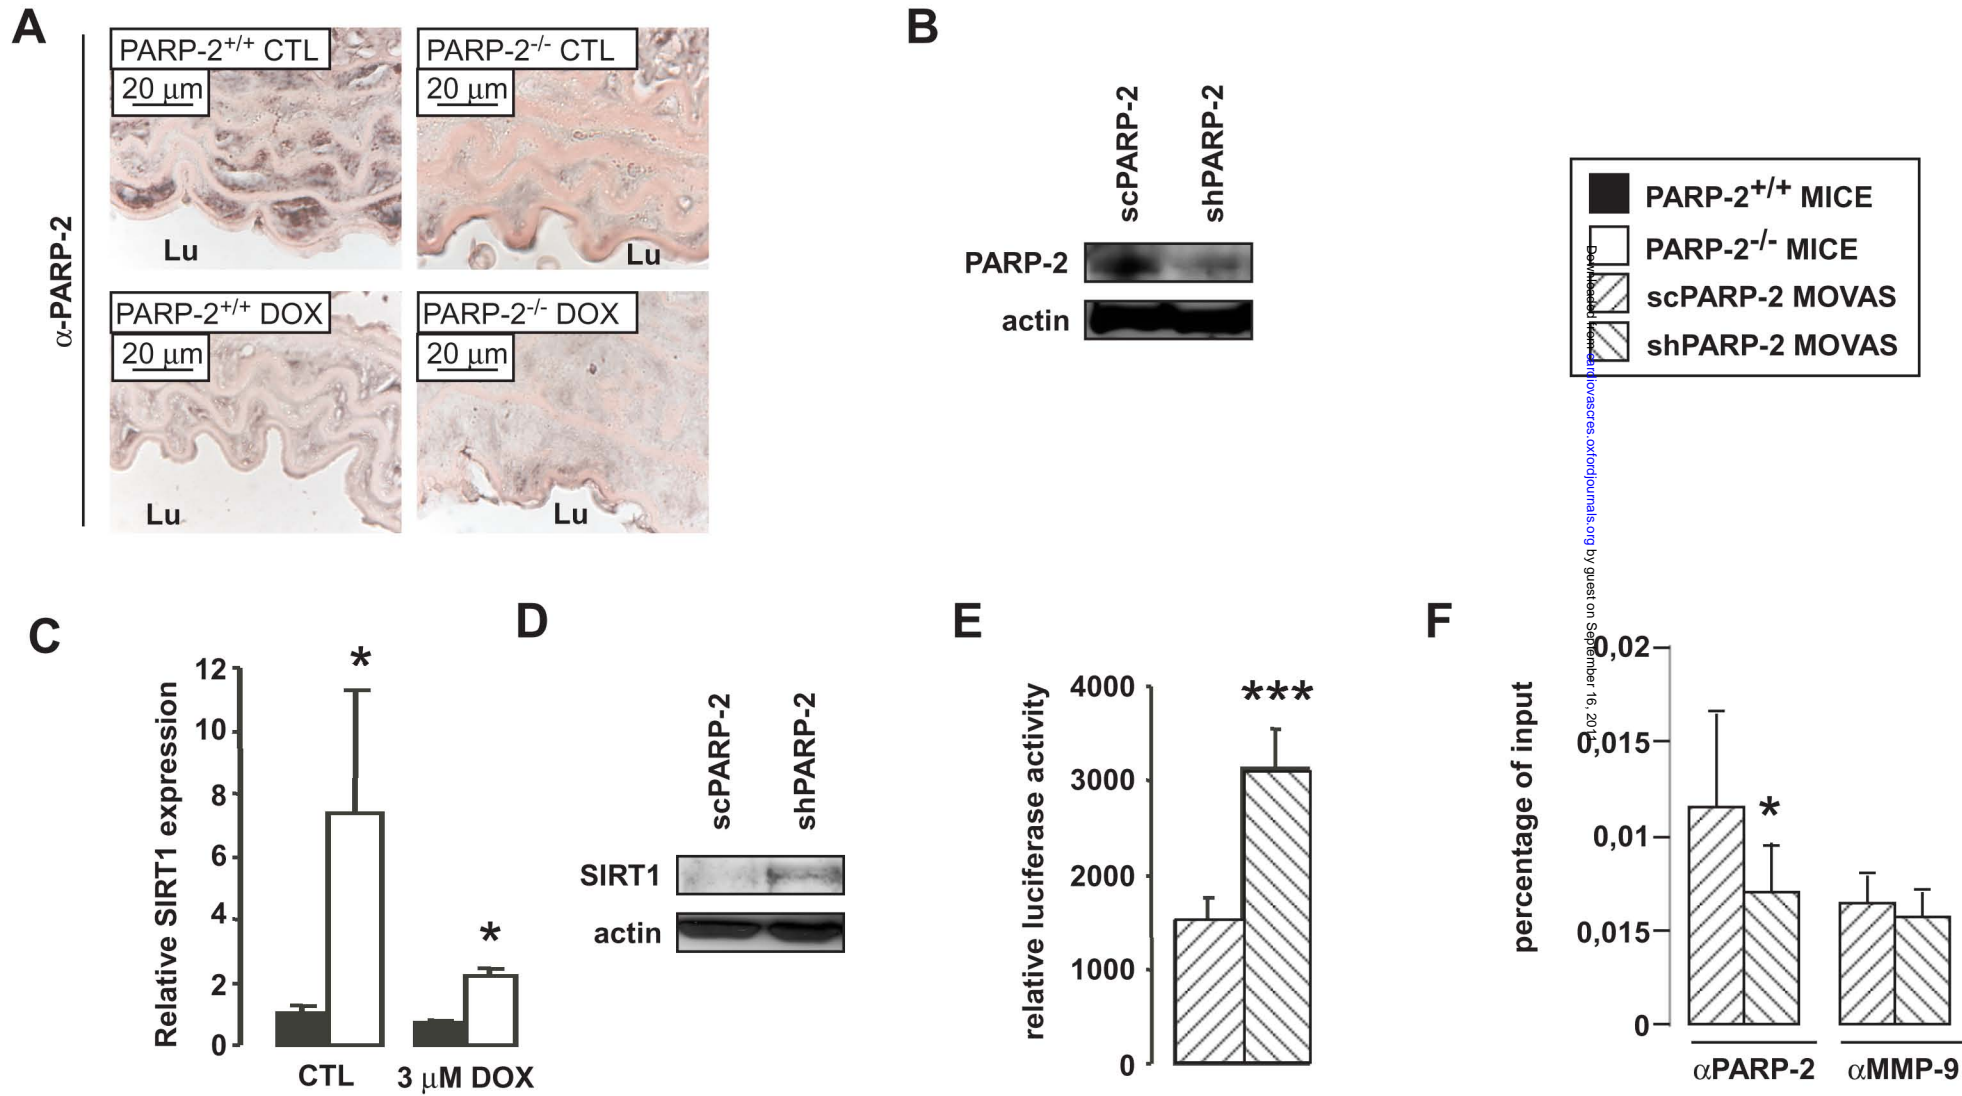 A
α-PARP-2
PARP-2+/+ CTL
20 μm
Lu
PARP-2-/- CTL
20 μm
Lu
PARP-2+/+ DOX
20 μm
Lu
PARP-2-/- DOX
20 μm
Lu
B
scPARP-2
shPARP-2
PARP-2
actin
PARP-2+/+ MICE
PARP-2-/- MICE
scPARP-2 MOVAS
shPARP-2 MOVAS
Downloaded from cardiovascres.oxfordjournals.org by guest on September 16, 2011
C
Relative SIRT1 expression
12
10
8
6
4
2
0
*
*
CTL
3 μM DOX
D
scPARP-2
shPARP-2
SIRT1
actin
E
relative luciferase activity
4000
3000
2000
1000
0
***
F
percentage of input
0,02
0,015
0,01
0,015
0
*
αPARP-2
αMMP-9